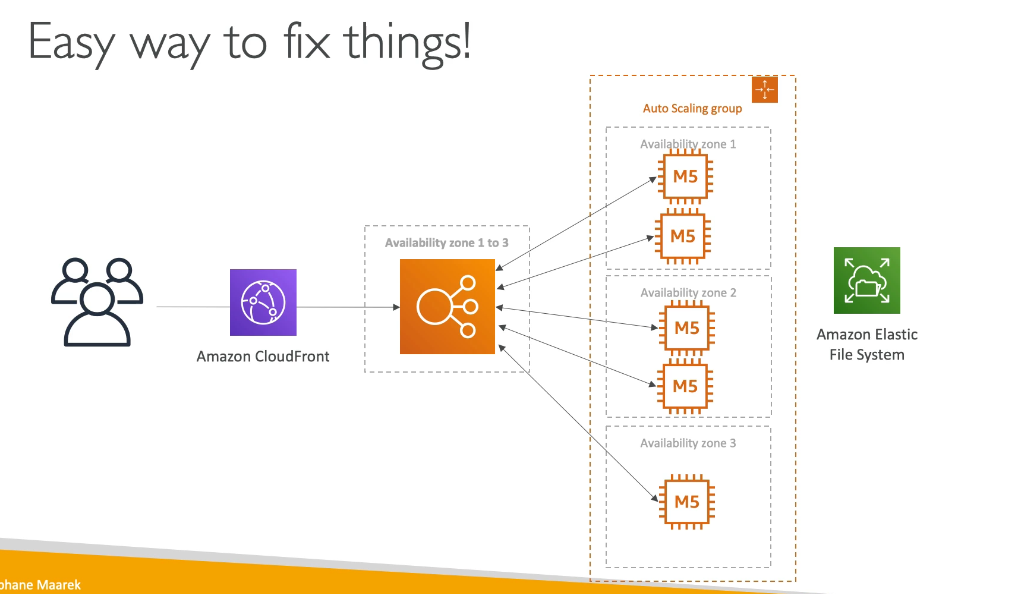 Easy way to fix things!
Auto Scaling group
Availability zone 1
M5
M5
Availability zone 1 to 3
Availability zone 2
M5
M5
Amazon CloudFront
Amazon Elastic
File System
Availability zone 3
M5
phane Maarek